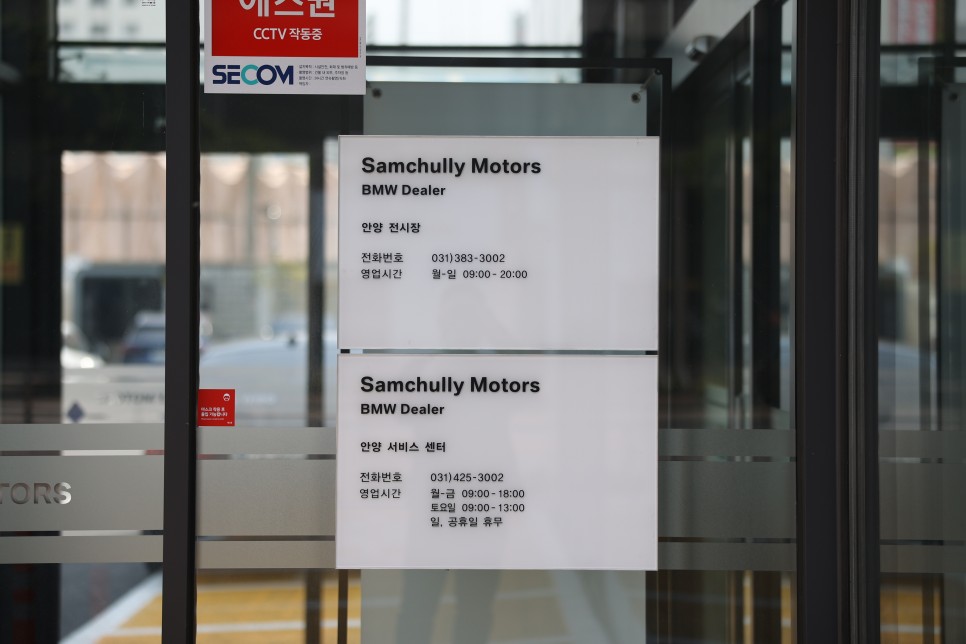 에스원
CCTV 작동중
SECOM
Samchully Motors
BMW Dealer
안양 전시장
전화번호 031)383-3002
영업시간 월-일 09:00-20:00
Samchully Motors
BMW Dealer
안양 서비스 센터
전화번호 031)425-3002
영업시간 월-금 09:00-18:00
토요일 09:00-13:00
일, 공휴일 휴무
TORS